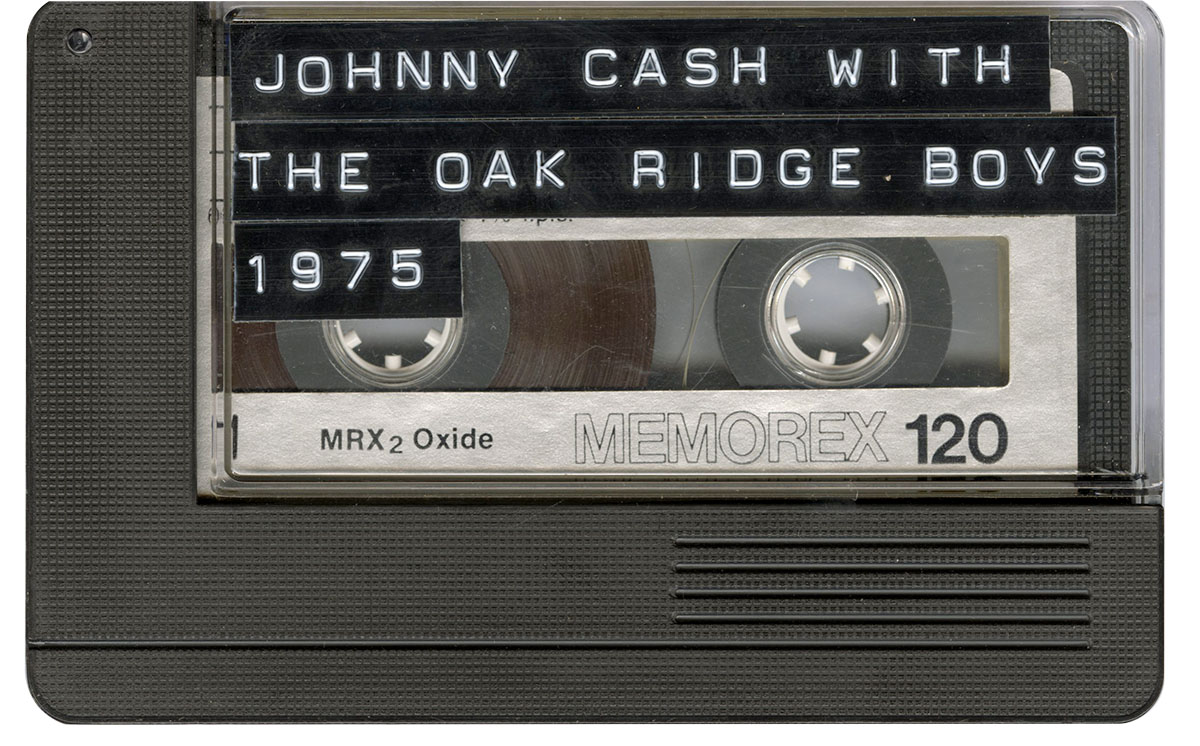 JOHNNY CASH WITH
THE OAK RIDGE BOYS
1975
MRX₂ Oxide
MEMOREX 120